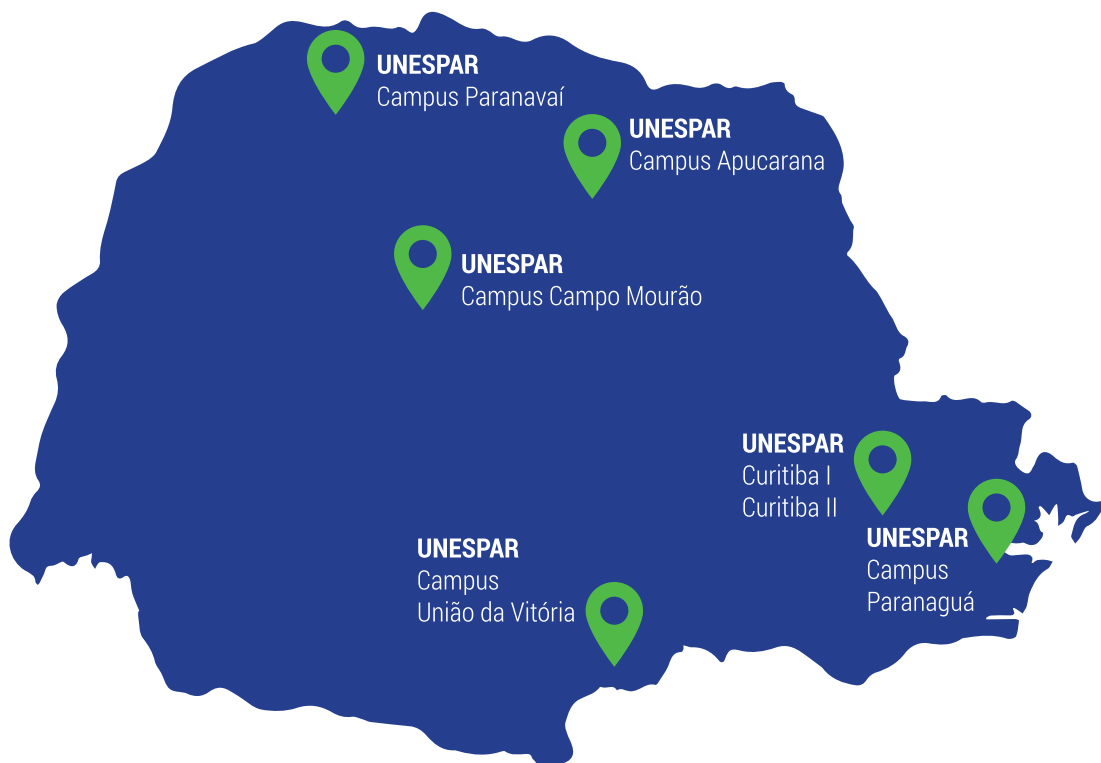 UNESPAR
Campus Paranavaí
UNESPAR
Campus Apucarana
UNESPAR
Campus Campo Mourão
UNESPAR
Curitiba I
Curitiba II
UNESPAR
Campus
Paranaguá
UNESPAR
Campus
União da Vitória